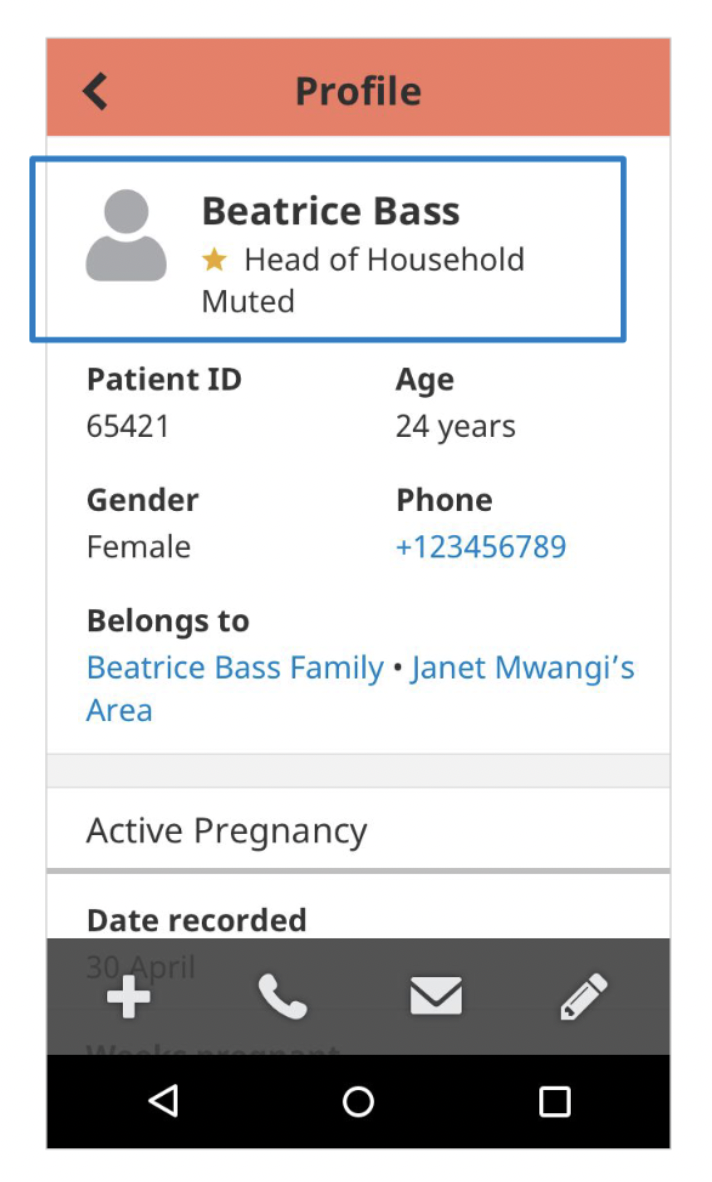 Profile
Beatrice Bass
Head of Household
Muted
Patient ID
Age
65421
24 years
Gender
Phone
Female
+123456789
Belongs to
Beatrice Bass Family • Janet Mwangi’s
Area
Active Pregnancy
Date recorded
30 April
Weeks pregnant